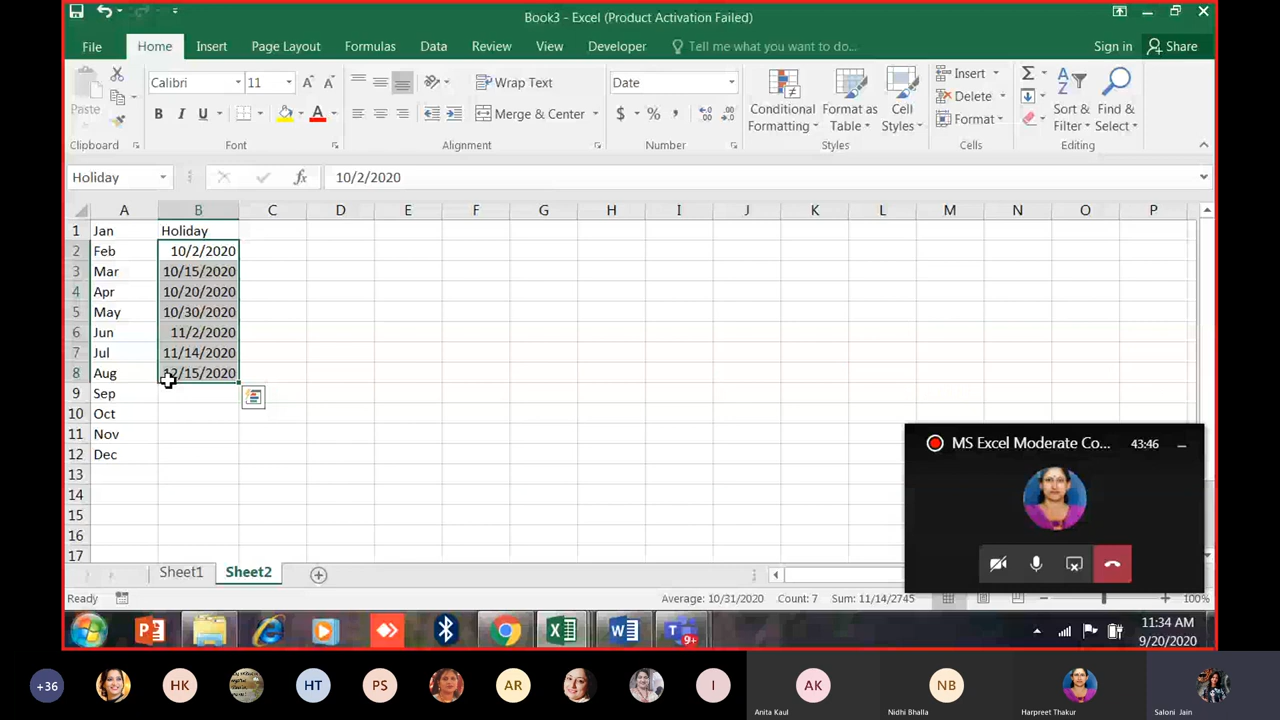 Book3 - Excel (Product Activation Failed)
File Home Insert Page Layout Formulas Data Review View Developer Tell me what you want to do... Sign in Share
Paste Calibri 11 Wrap Text Date Conditional Formatting Format as Table Cell Styles Insert Sort & Filter Find & Select
B I U Merge & Center $ % Delete
Format
Clipboard Font Alignment Number Styles Cells Editing
Holiday fx 10/2/2020
A B C D E F G H I J K L M N O P
1 Jan Holiday
2 Feb 10/2/2020
3 Mar 10/15/2020
4 Apr 10/20/2020
5 May 10/30/2020
6 Jun 11/2/2020
7 Jul 11/14/2020
8 Aug 12/15/2020
9 Sep
10 Oct
11 Nov
12 Dec
13
14
15
16
17
MS Excel Moderate Co... 43:46
Sheet1 Sheet2
Ready Average: 10/31/2020 Count: 7 Sum: 11/14/2745 100%
9+ 11:34 AM
9/20/2020
+36 HK HT PS AR I AK NB
Anita Kaul Nidhi Bhalla Harpreet Thakur Saloni Jain